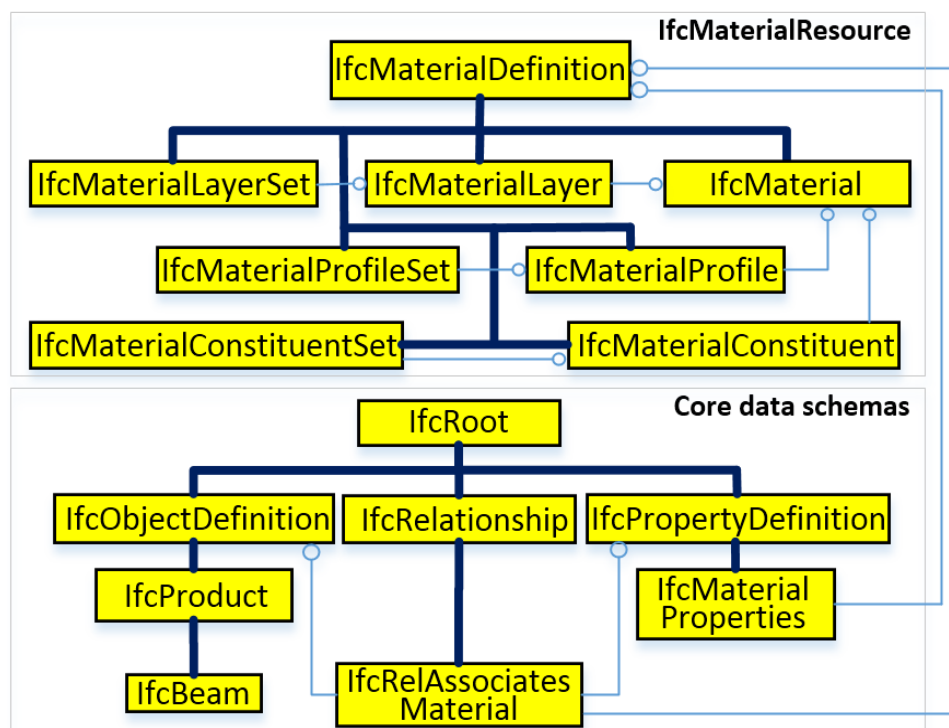 IfcMaterialResource
IfcMaterialDefinition
IfcMaterialLayerSet
IfcMaterialLayer
IfcMaterial
IfcMaterialProfileSet
IfcMaterialProfile
IfcMaterialConstituentSet
IfcMaterialConstituent
Core data schemas
IfcRoot
IfcObjectDefinition
IfcRelationship
IfcPropertyDefinition
IfcProduct
IfcMaterial
Properties
IfcBeam
IfcRelAssociates
Material